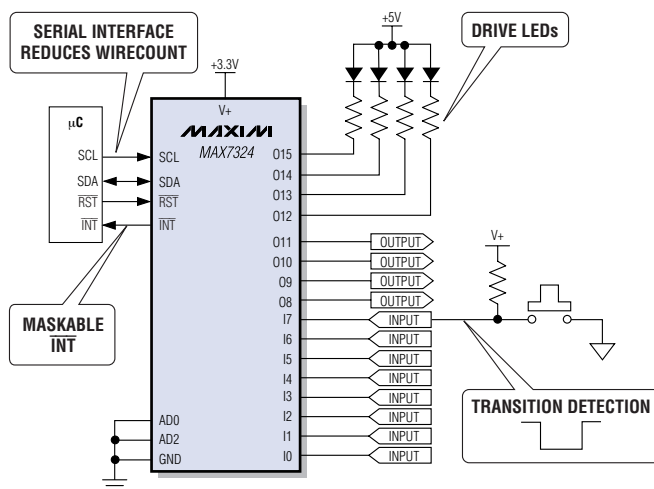 SERIAL INTERFACE
REDUCES WIRECOUNT
+5V
DRIVE LEDs
+3.3V
V+
MAXIM
MAX7324
μC
SCL
SDA
RST
INT
SCL
SDA
RST
INT
O15
O14
O13
O12
O11 OUTPUT
O10 OUTPUT
O9 OUTPUT
O8 OUTPUT
I7 INPUT
I6 INPUT
I5 INPUT
I4 INPUT
I3 INPUT
I2 INPUT
I1 INPUT
I0 INPUT
V+
MASKABLE
INT
AD0
AD2
GND
TRANSITION DETECTION